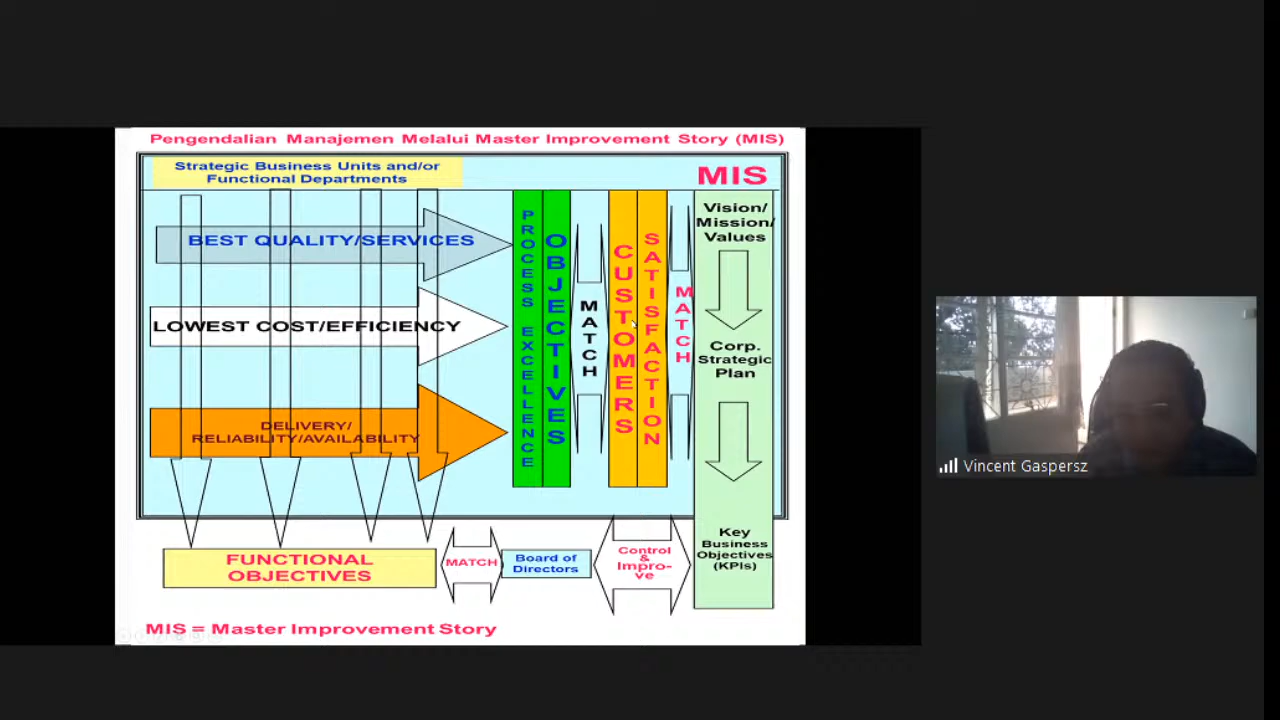 Pengendalian Manajemen Melalui Master Improvement Story (MIS)
Strategic Business Units and/or
Functional Departments
MIS
BEST QUALITY/SERVICES
LOWEST COST/EFFICIENCY
DELIVERY/
RELIABILITY/AVAILABILITY
PROCESS EXCELLENCE
OBJECTIVES
MATCH
CUSTOMERS
SATISFACTION
MATCH
Vision/
Mission/
Values
Corp.
Strategic
Plan
Key
Business
Objectives
(KPIs)
FUNCTIONAL
OBJECTIVES
MATCH
Board of
Directors
Control
&
Impro-
ve
MIS = Master Improvement Story
Vincent Gaspersz